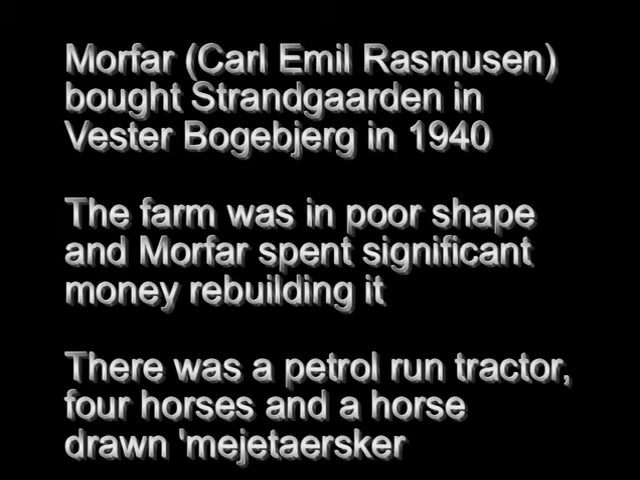 Morfar (Carl Emil Rasmusen)
bought Strandgaarden in
Vester Bogebjerg in 1940
The farm was in poor shape
and Morfar spent significant
money rebuilding it
There was a petrol run tractor,
four horses and a horse
drawn 'mejetaersker